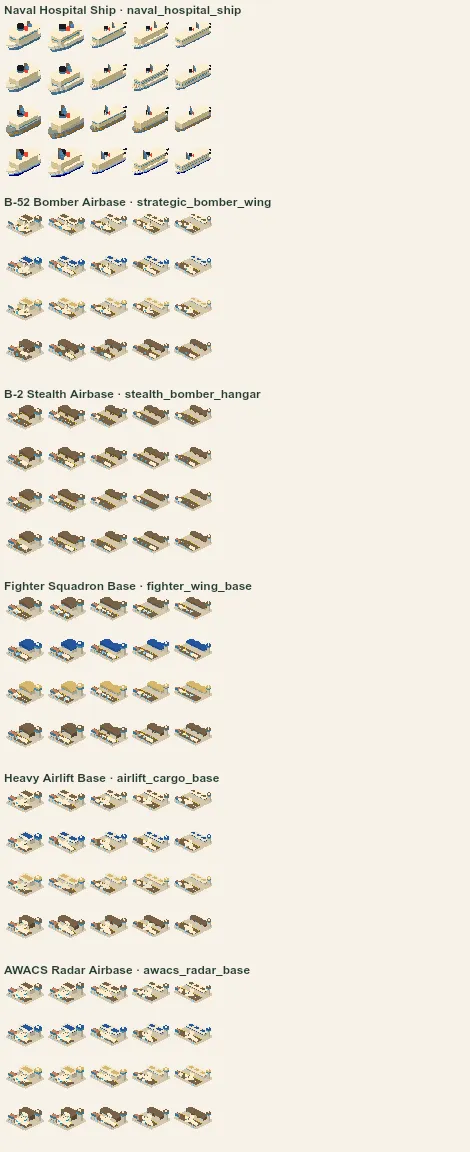 Naval Hospital Ship · naval_hospital_ship
B-52 Bomber Airbase · strategic_bomber_wing
B-2 Stealth Airbase · stealth_bomber_hangar
Fighter Squadron Base · fighter_wing_base
Heavy Airlift Base · airlift_cargo_base
AWACS Radar Airbase · awacs_radar_base